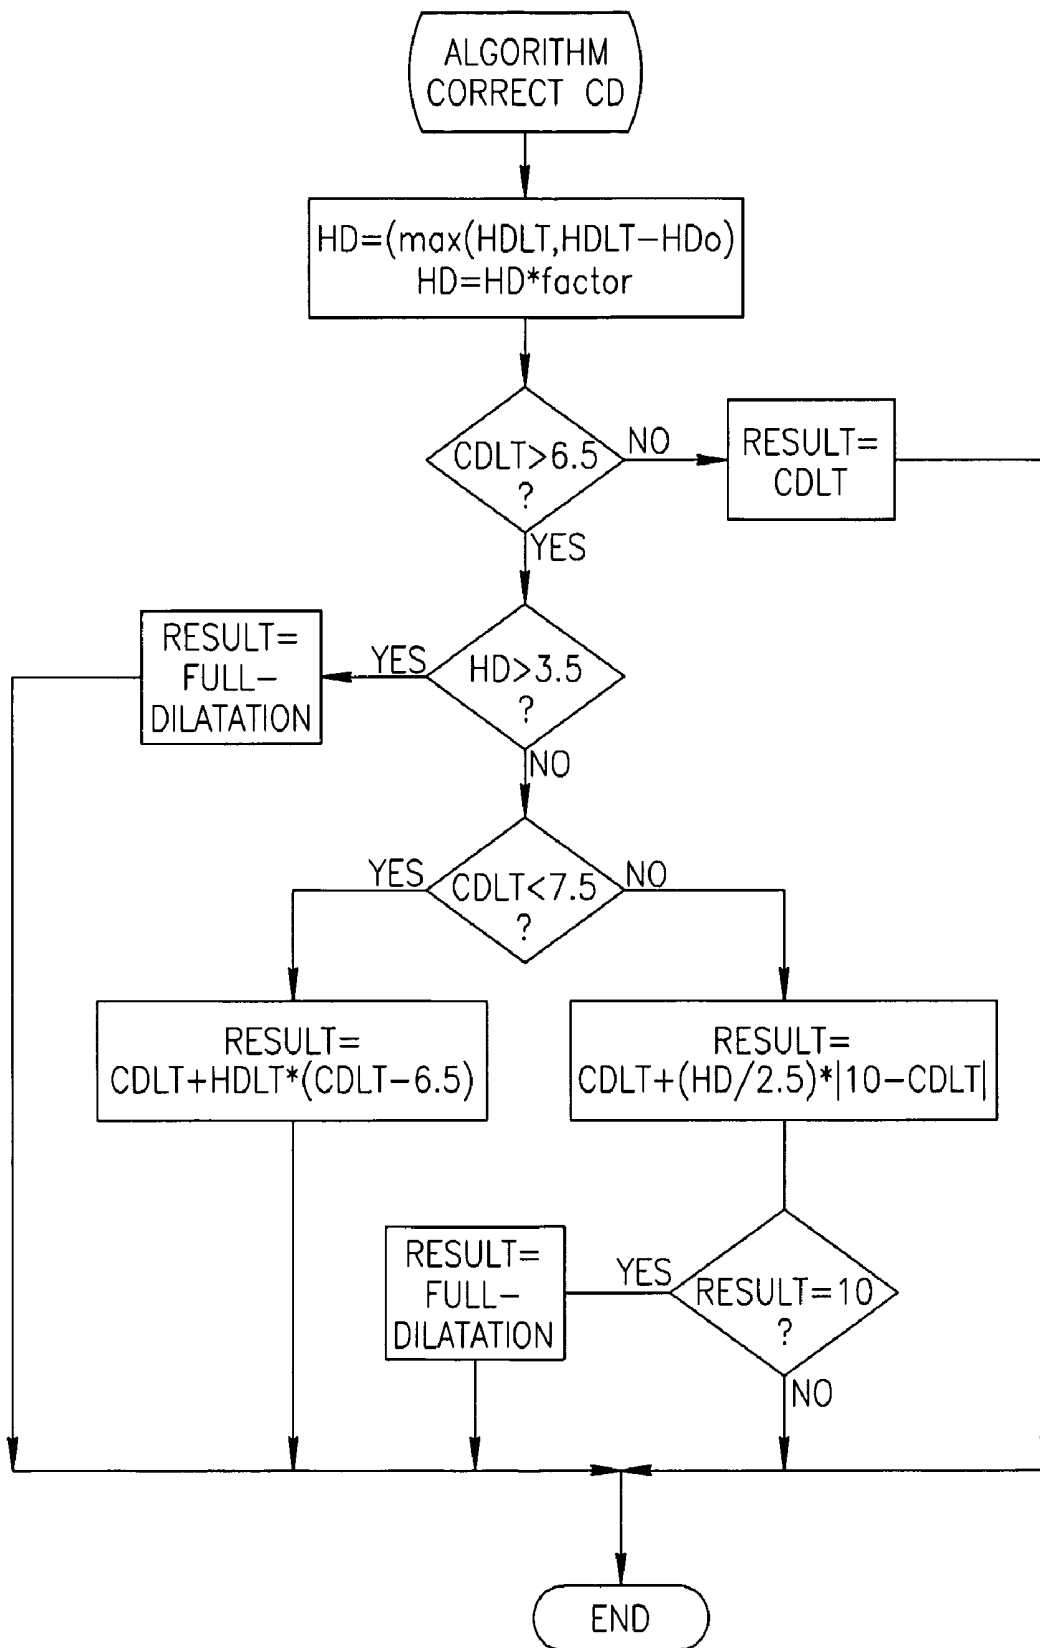 ALGORITHM
CORRECT CD
HD=(max(HDLT,HDLT-HDo)
HD=HD*factor
CDLT>6.5
?
NO
RESULT=
CDLT
YES
HD>3.5
?
YES
RESULT=
FULL-
DILATATION
NO
CDLT<7.5
?
YES
NO
RESULT=
CDLT+HDLT*(CDLT-6.5)
RESULT=
CDLT+(HD/2.5)*|10-CDLT|
RESULT=10
?
YES
RESULT=
FULL-
DILATATION
NO
END